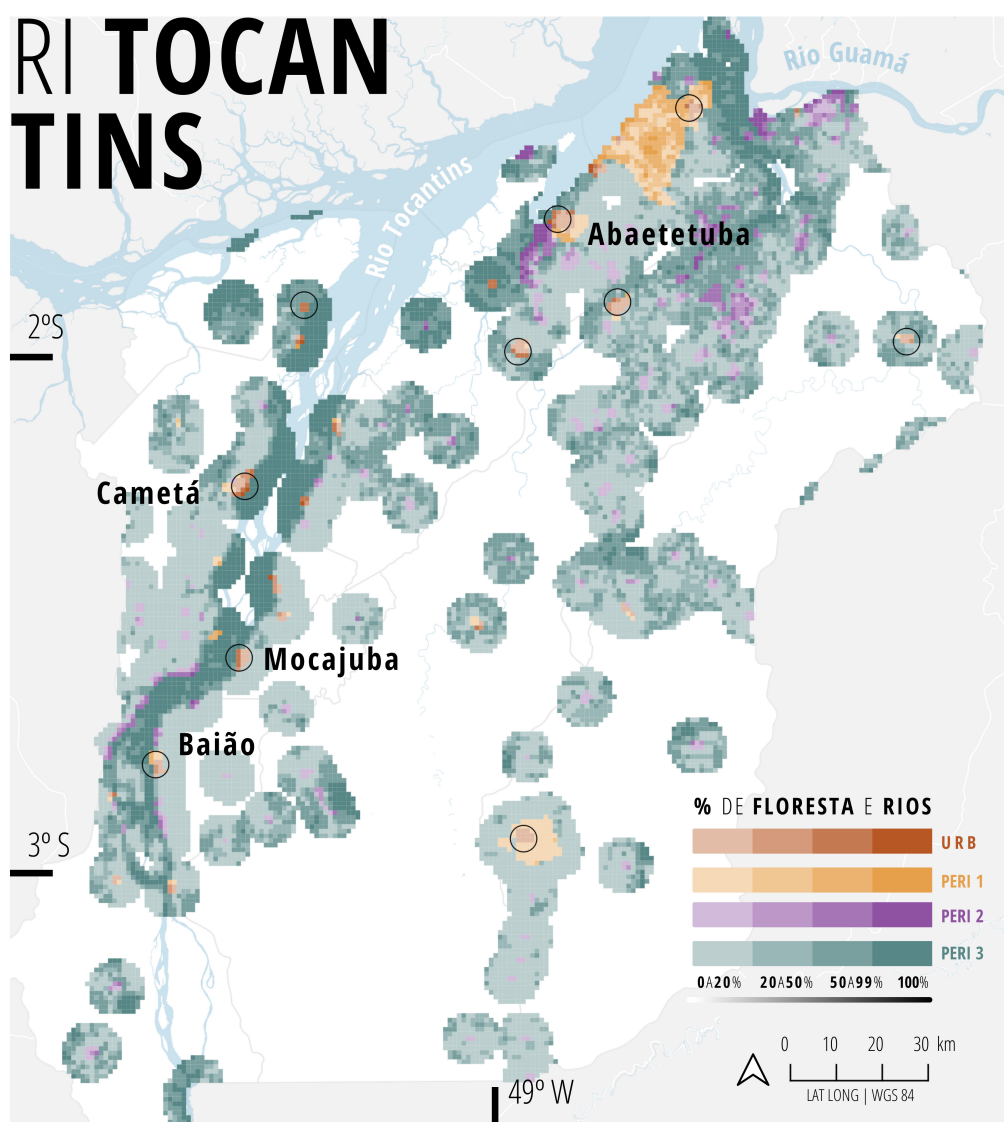 RI TOCAN
TINS
Rio Guamá
Rio Tocantins
Abaetetuba
2ºS
Cametá
Mocajuba
Baião
% DE FLORESTA E RIOS
URB
3º S
PERI 1
PERI 2
PERI 3
0A20% 20A50% 50A99% 100%
0 10 20 30 km
49º W
LAT LONG | WGS 84